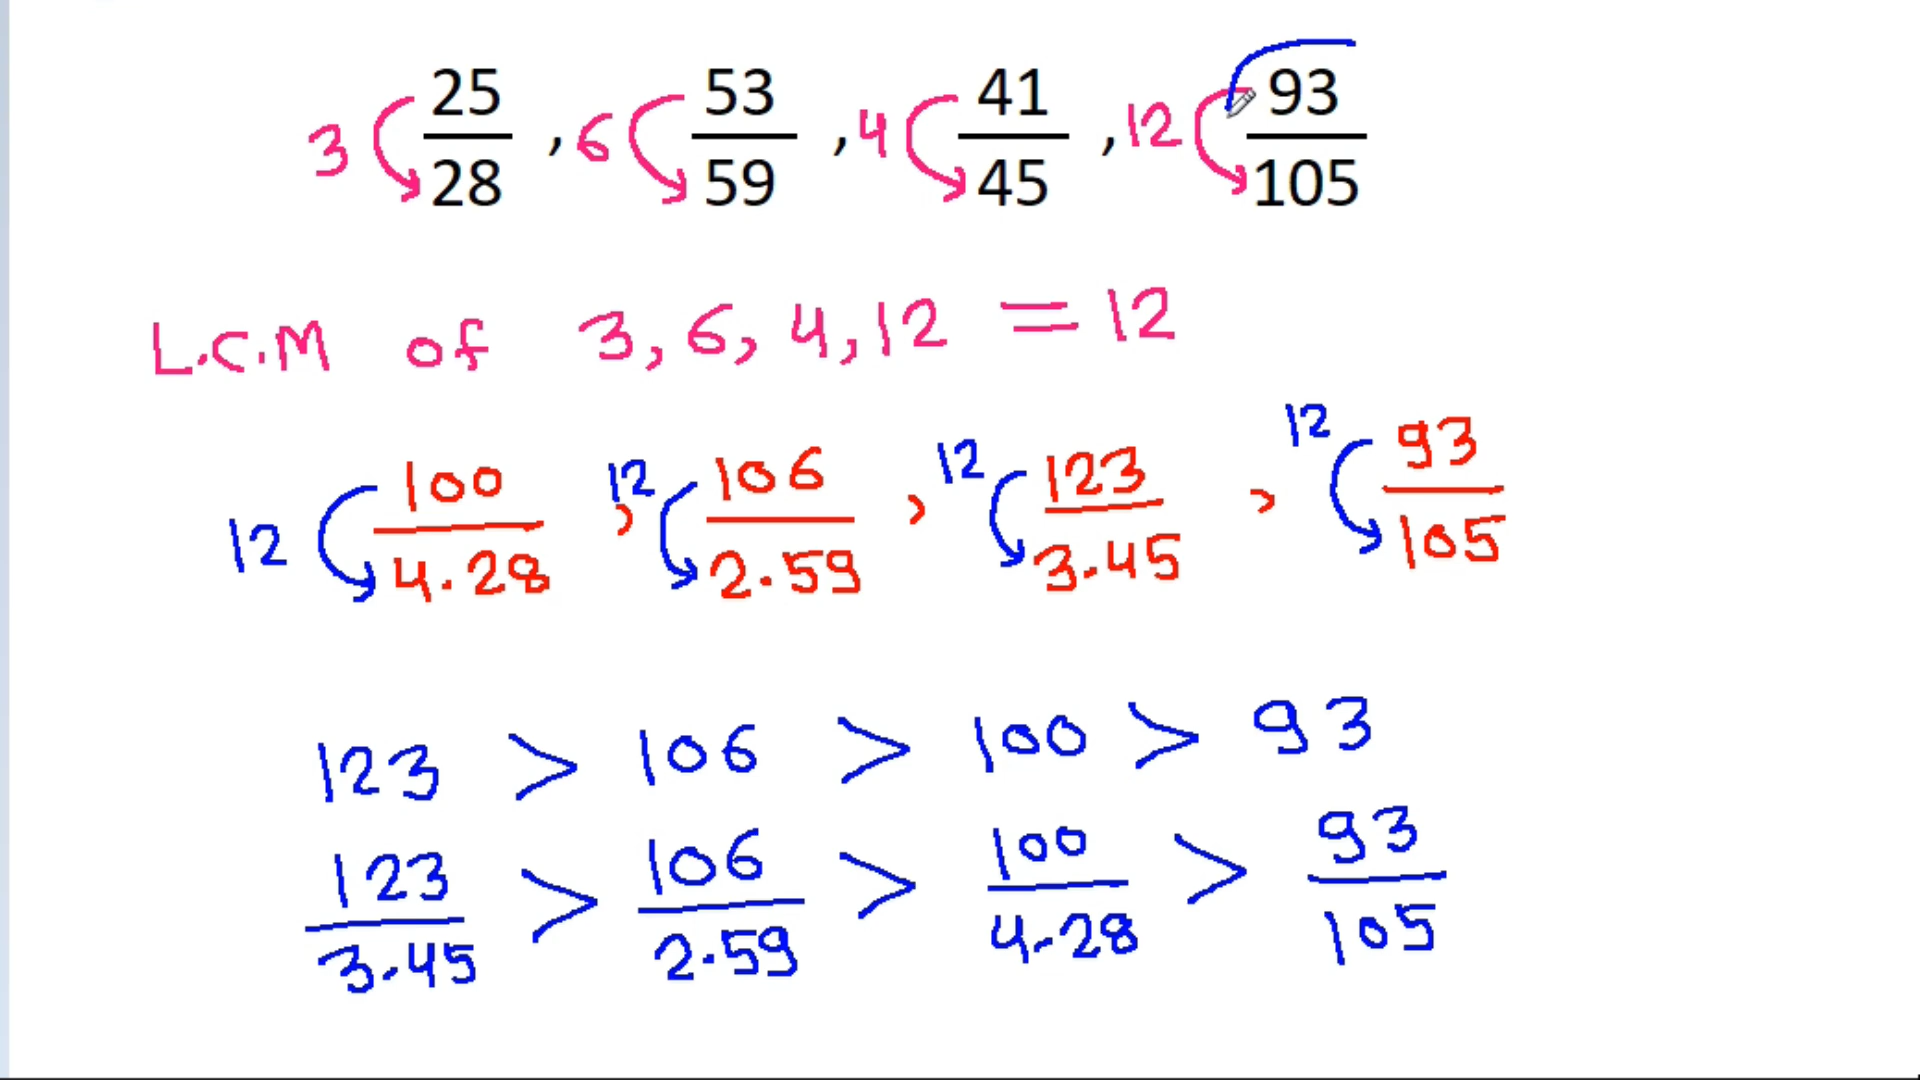 3 25/28 , 6 53/59 , 4 41/45 , 12 93/105
L.C.M of 3, 6, 4, 12 = 12
12 100/4.28 , 12 106/2.59 , 12 123/3.45 , 12 93/105
123 > 106 > 100 > 93
123/3.45 > 106/2.59 > 100/4.28 > 93/105